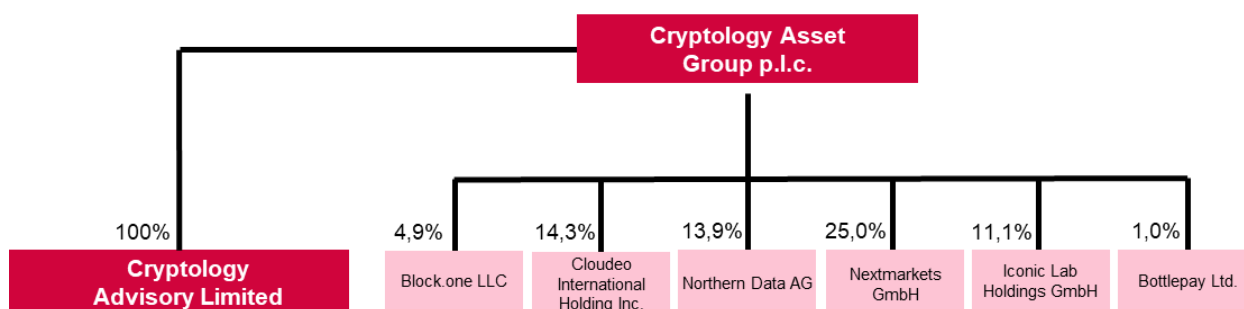 Cryptology Asset
Group p.l.c.
100%
4,9%
14,3%
13,9%
25,0%
11,1%
1,0%
Cryptology
Advisory Limited
Block.one LLC
Cloudeo
International
Holding Inc.
Northern Data AG
Nextmarkets
GmbH
Iconic Lab
Holdings GmbH
Bottlepay Ltd.